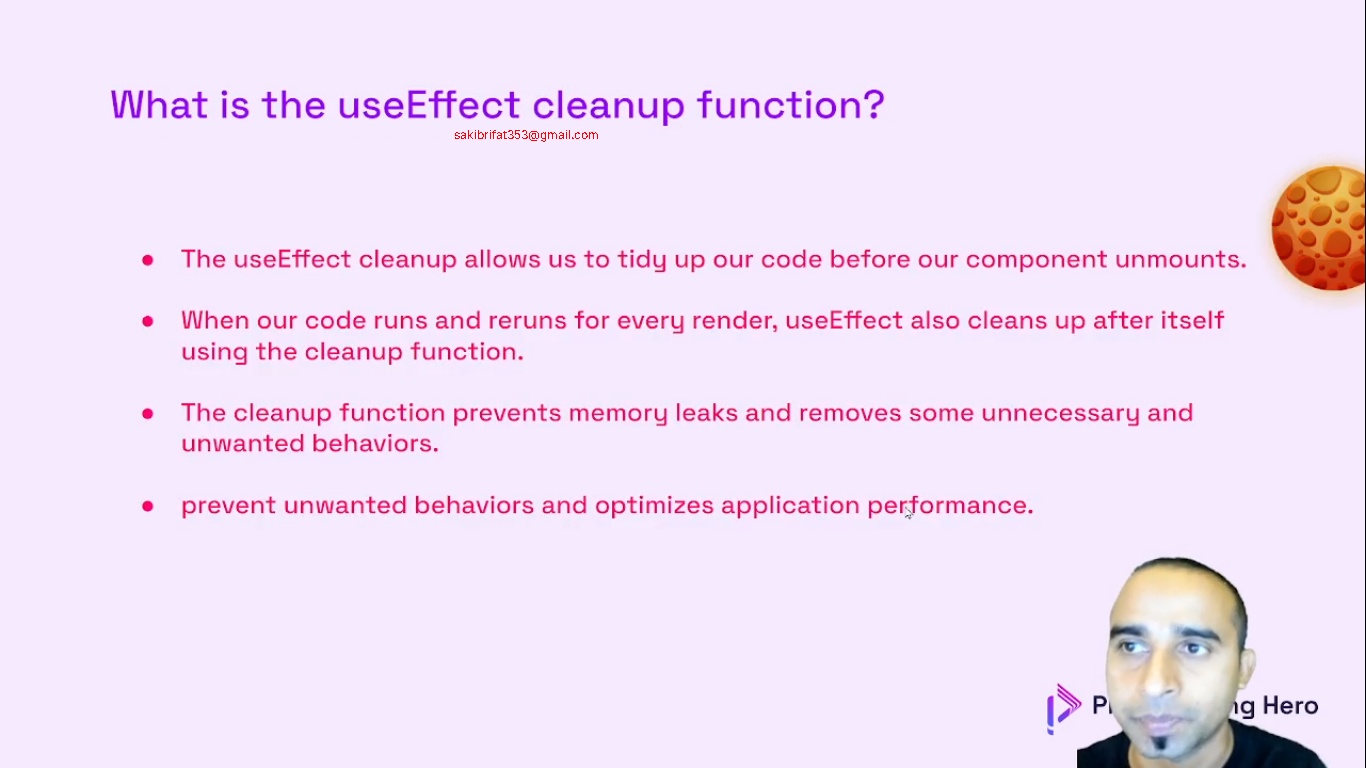 What is the useEffect cleanup function?
sakibrifat353@gmail.com
● The useEffect cleanup allows us to tidy up our code before our component unmounts.
● When our code runs and reruns for every render, useEffect also cleans up after itself
using the cleanup function.
● The cleanup function prevents memory leaks and removes some unnecessary and
unwanted behaviors.
● prevent unwanted behaviors and optimizes application performance.
Hero